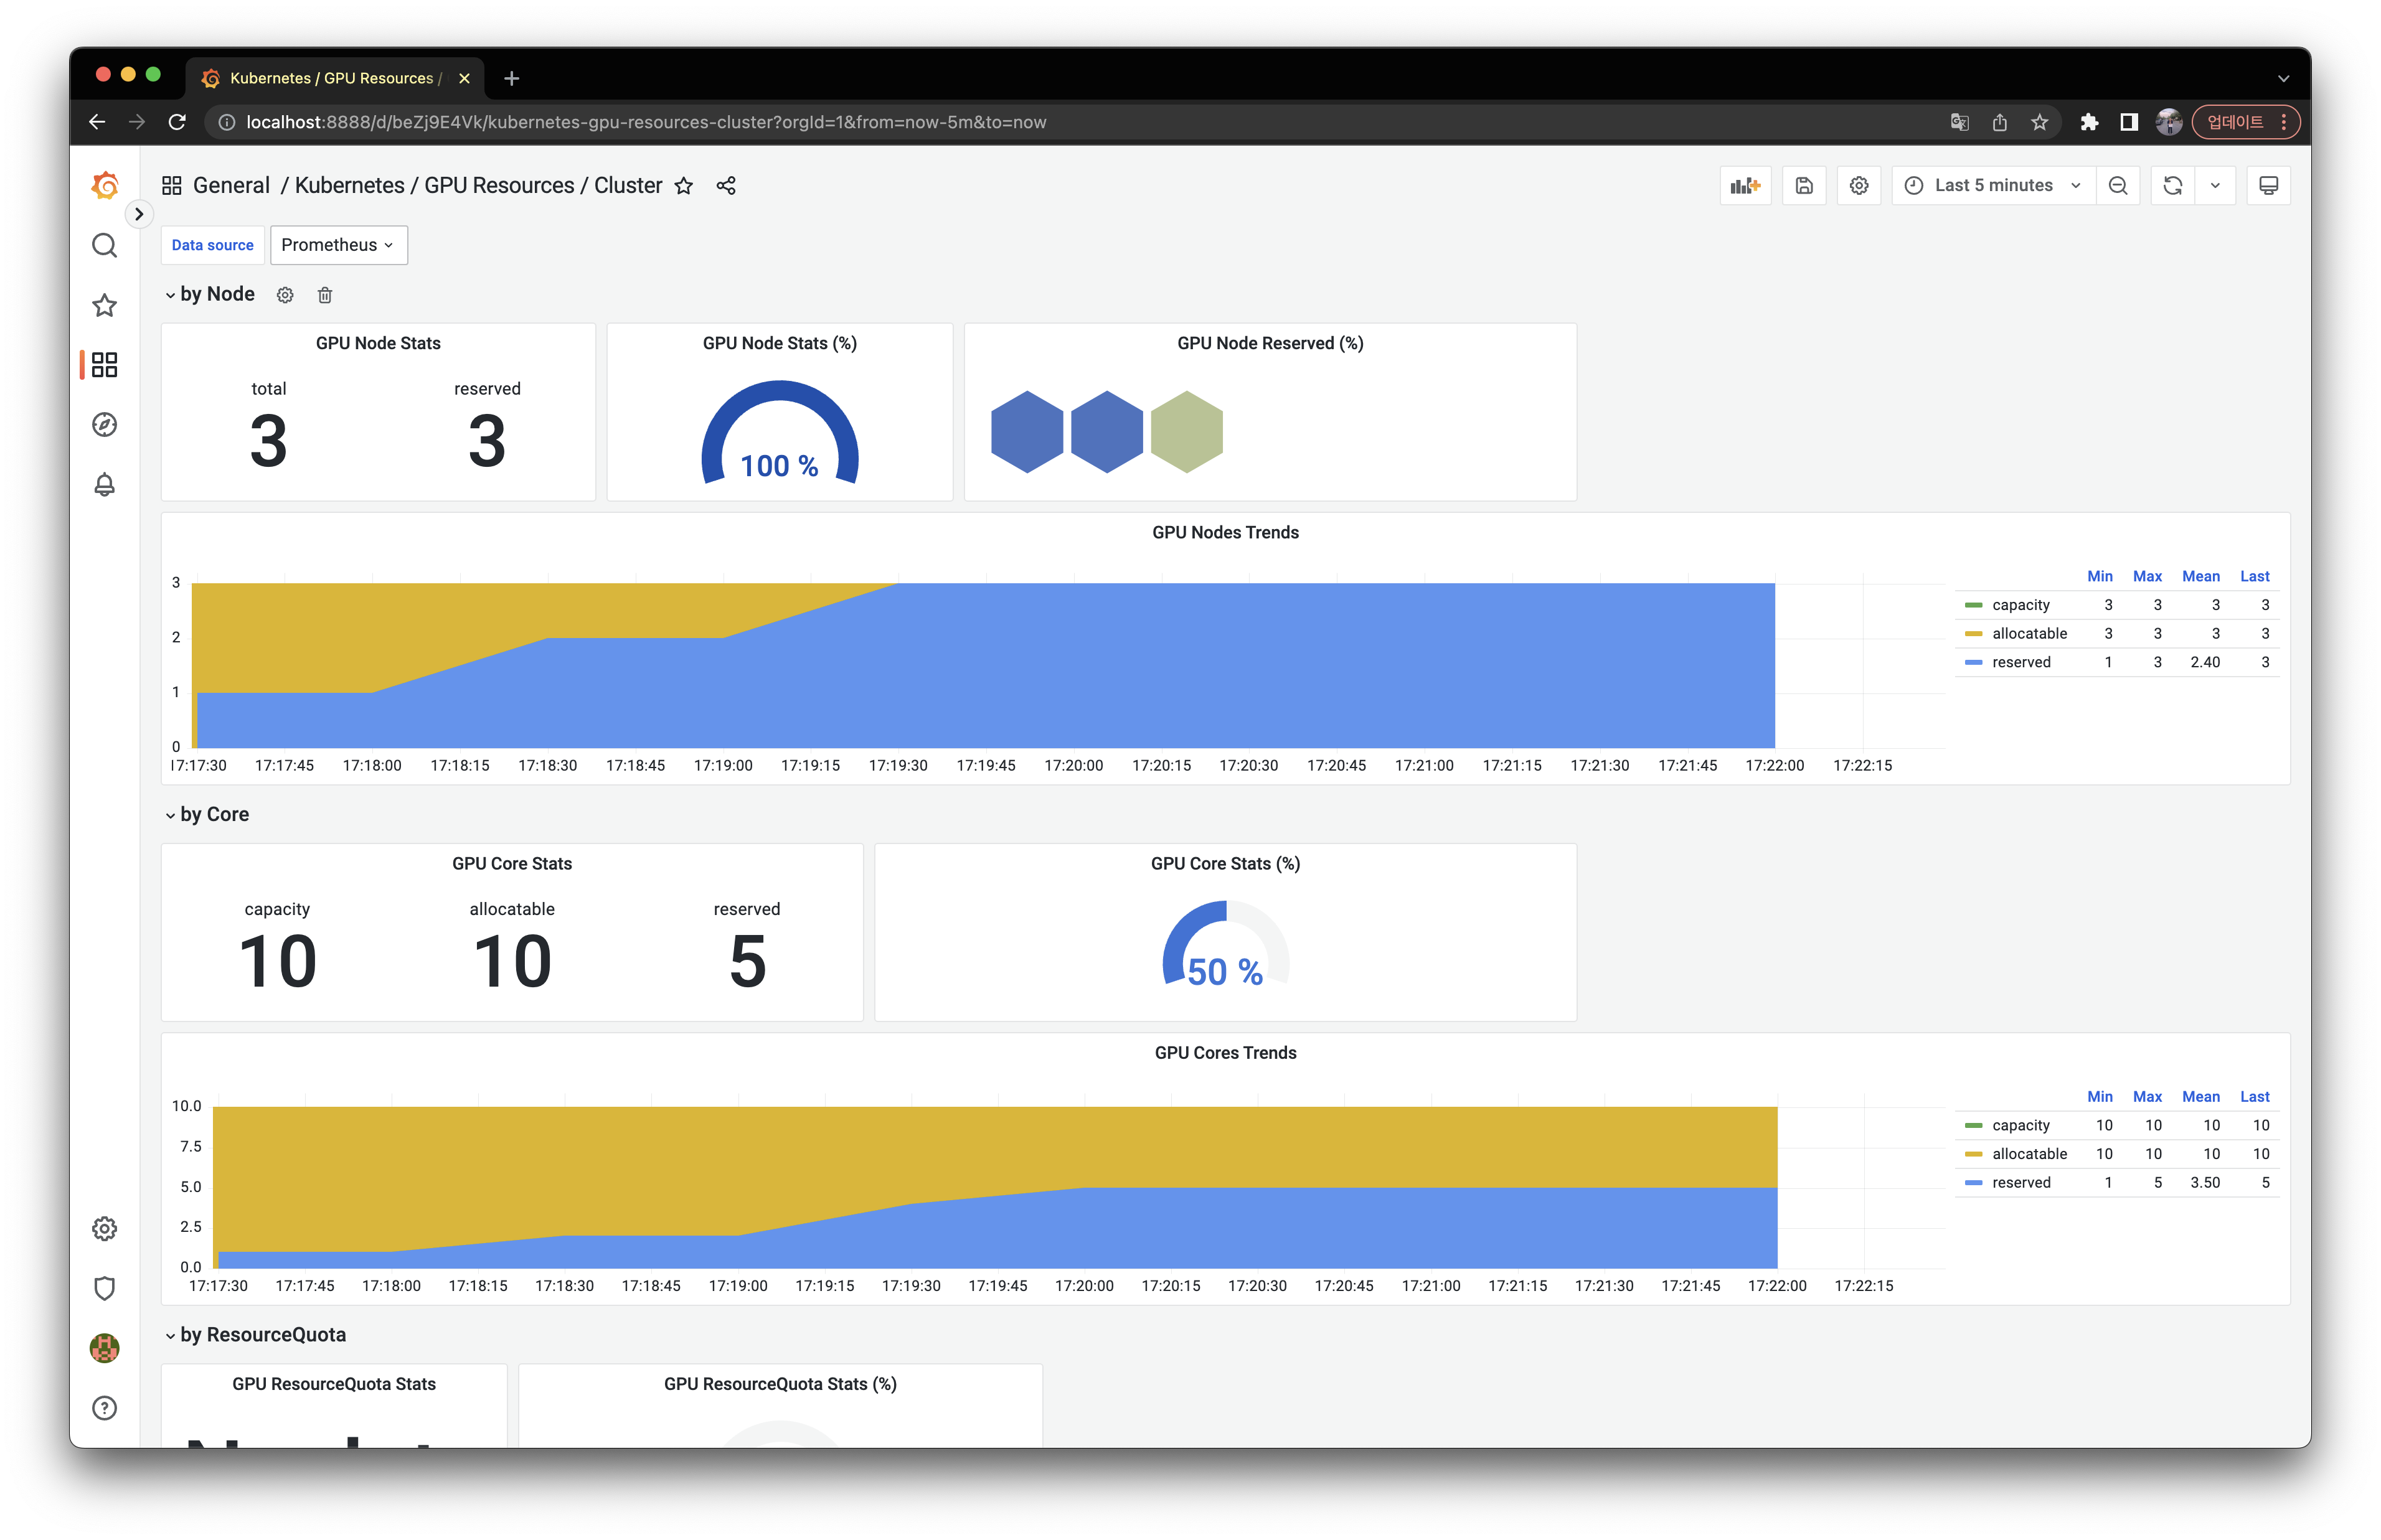 Kubernetes / GPU Resources /
localhost:8888/d/beZj9E4Vk/kubernetes-gpu-resources-cluster?orgId=1&from=now-5m&to=now
업데이트
General / Kubernetes / GPU Resources / Cluster
Last 5 minutes
Data source Prometheus
by Node
GPU Node Stats
total reserved
3 3
GPU Node Stats (%)
100 %
GPU Node Reserved (%)
GPU Nodes Trends
3
2
1
0
17:17:30 17:17:45 17:18:00 17:18:15 17:18:30 17:18:45 17:19:00 17:19:15 17:19:30 17:19:45 17:20:00 17:20:15 17:20:30 17:20:45 17:21:00 17:21:15 17:21:30 17:21:45 17:22:00 17:22:15
Min Max Mean Last
capacity 3 3 3 3
allocatable 3 3 3 3
reserved 1 3 2.40 3
by Core
GPU Core Stats
capacity allocatable reserved
10 10 5
GPU Core Stats (%)
50 %
GPU Cores Trends
10.0
7.5
5.0
2.5
0.0
17:17:30 17:17:45 17:18:00 17:18:15 17:18:30 17:18:45 17:19:00 17:19:15 17:19:30 17:19:45 17:20:00 17:20:15 17:20:30 17:20:45 17:21:00 17:21:15 17:21:30 17:21:45 17:22:00 17:22:15
Min Max Mean Last
capacity 10 10 10 10
allocatable 10 10 10 10
reserved 1 5 3.50 5
by ResourceQuota
GPU ResourceQuota Stats
GPU ResourceQuota Stats (%)